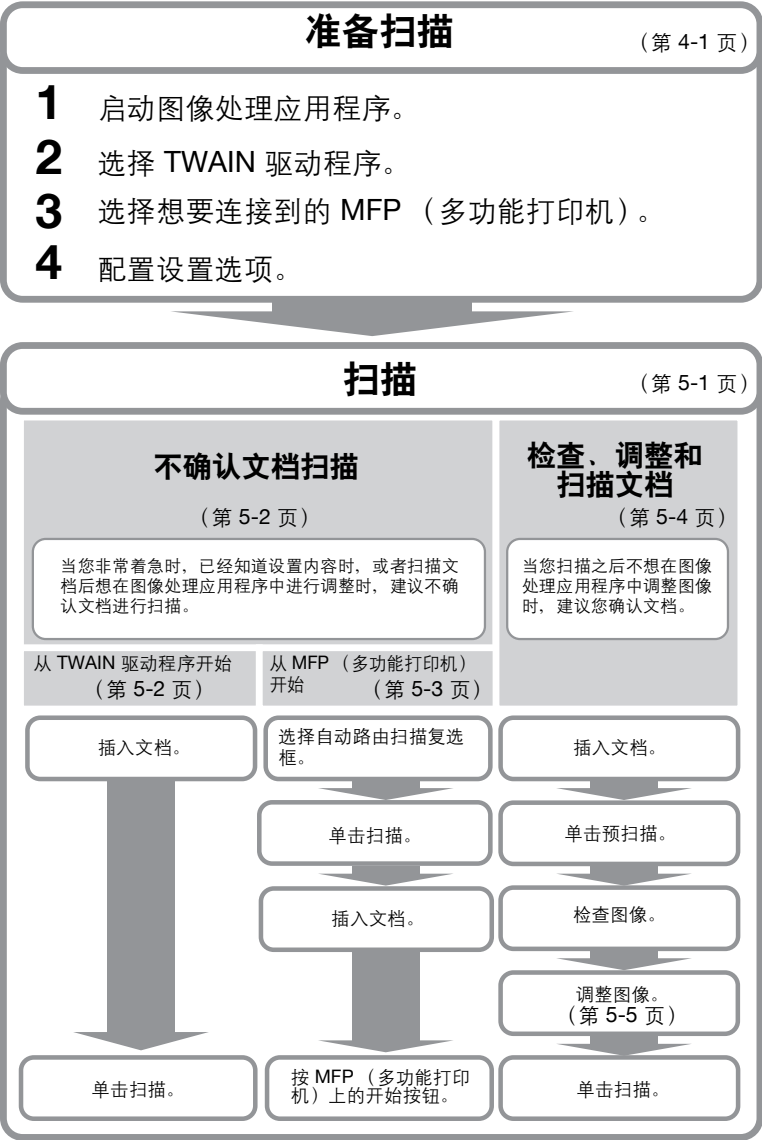 准备扫描
（第 4-1 页）
1 启动图像处理应用程序。
2 选择 TWAIN 驱动程序。
3 选择想要连接到的 MFP （多功能打印机）。
4 配置设置选项。
扫描
（第 5-1 页）
不确认文档扫描
（第 5-2 页）
当您非常着急时，已经知道设置内容时，或者扫描文
档后想在图像处理应用程序中进行调整时，建议不确
认文档进行扫描。
从 TWAIN 驱动程序开始
（第 5-2 页）
插入文档。
单击扫描。
从 MFP （多功能打印机）
开始 （第 5-3 页）
选择自动路由扫描复选
框。
单击扫描。
插入文档。
按 MFP （多功能打印
机）上的开始按钮。
检查、调整和
扫描文档
（第 5-4 页）
当您扫描之后不想在图像
处理应用程序中调整图像
时，建议您确认文档。
插入文档。
单击预扫描。
检查图像。
调整图像。
（第 5-5 页）
单击扫描。